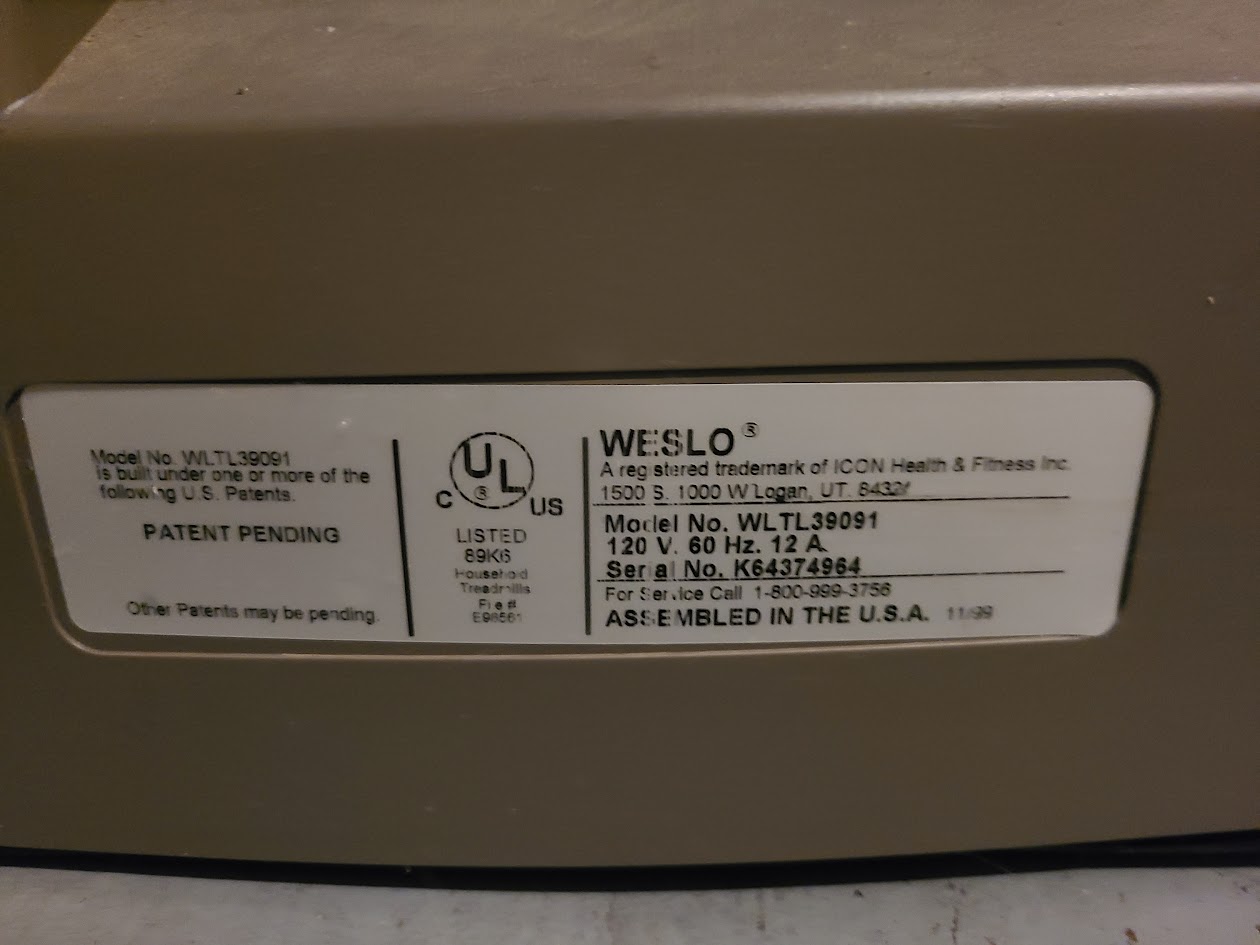 Model No. WLTL39091
is built under one or more of the
following U.S. Patents.
PATENT PENDING
Other Patents may be pending.
UL
®
C US
LISTED
89K6
Household
Treadmills
File #
WESLO ®
A registered trademark of ICON Health & Fitness Inc.
1500 S. 1000 W Logan, UT.
Model No. WLTL39091
120 V. 60 Hz. 12 A.
Serial No. K64374964
For Service Call 1-800-999-3756
ASSEMBLED IN THE U.S.A. 11/99